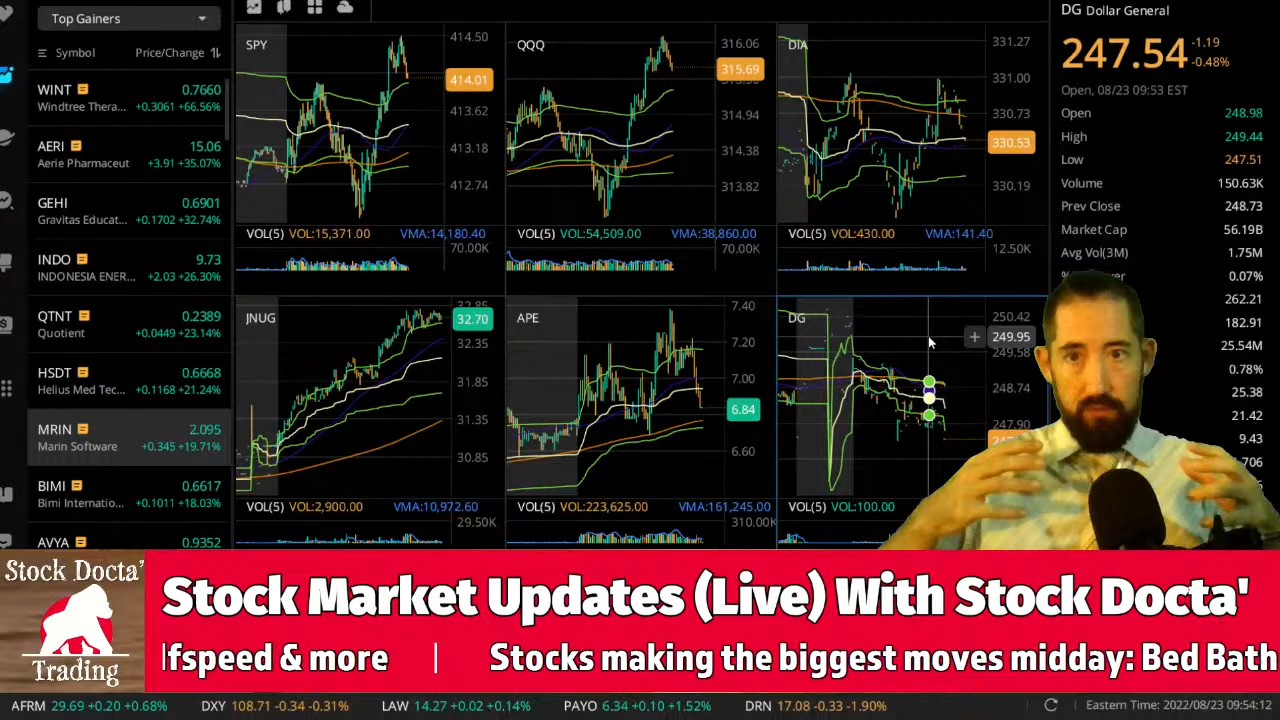 Top Gainers
Symbol Price/Change
WINT 0.7660
Windtree Thera... +0.3061 +66.56%
AERI 15.06
Aerie Pharmaceut +3.91 +35.07%
GEHI 0.6901
Gravitas Educat... +0.1702 +32.74%
INDO 9.73
INDONESIA ENER... +2.03 +26.30%
QTNT 0.2389
Quotient +0.0449 +23.14%
HSDT 0.6668
Helius Med Tec... +0.1168 +21.24%
MRIN 2.095
Marin Software +0.345 +19.71%
BIMI 0.6617
Bimi Internatio... +0.1011 +18.03%
AVYA 0.9352
SPY
414.50
414.01
413.62
413.18
412.74
VOL(5) VOL:15,371.00 VMA:14,180.40
70.00K
QQQ
316.06
315.69
314.94
314.38
313.82
VOL(5) VOL:54,509.00 VMA:38,860.00
70.00K
DIA
331.27
331.00
330.73
330.53
330.19
VOL(5) VOL:430.00 VMA:141.40
12.50K
JNUG
32.85
32.70
32.35
31.85
31.35
30.85
VOL(5) VOL:2,900.00 VMA:10,972.60
29.50K
APE
7.40
7.20
7.00
6.84
6.60
VOL(5) VOL:223,625.00 VMA:161,245.00
310.00K
DG
250.42
249.95
249.58
248.74
247.90
VOL(5) VOL:100.00
DG Dollar General
247.54 -1.19
-0.48%
Open, 08/23 09:53 EST
Open 248.98
High 249.44
Low 247.51
Volume 150.63K
Prev Close 248.73
Market Cap 56.19B
Avg Vol(3M) 1.75M
0.07%
262.21
182.91
25.54M
0.78%
25.38
21.42
9.43
Stock Docta'
Trading
Stock Market Updates (Live) With Stock Docta'
lfspeed & more | Stocks making the biggest moves midday: Bed Bath
AFRM 29.69 +0.20 +0.68% DXY 108.71 -0.34 -0.31% LAW 14.27 +0.02 +0.14% PAYO 6.34 +0.10 +1.52% DRN 17.08 -0.33 -1.90% Eastern Time: 2022/08/23 09:54:12